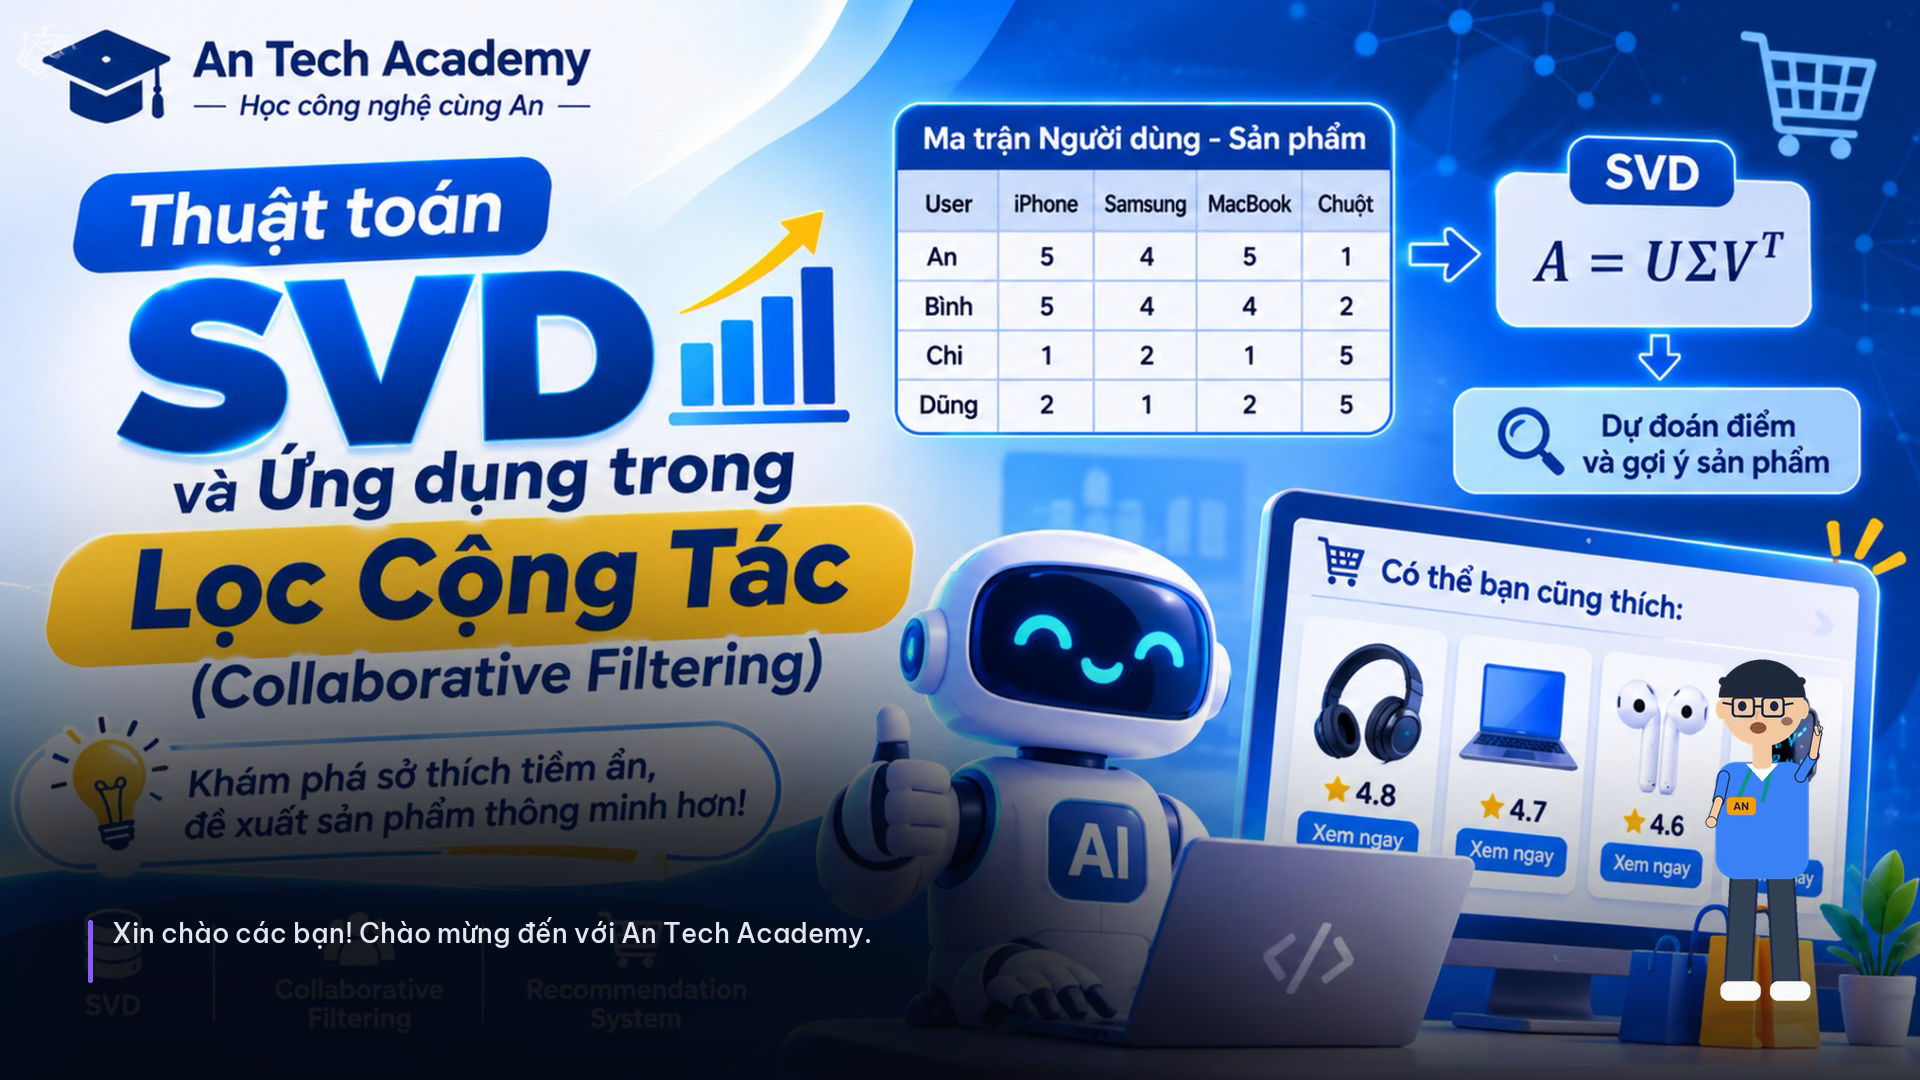 An Tech Academy
Học công nghệ cùng An
Thuật toán
SVD
và Ứng dụng trong
Lọc Cộng Tác
(Collaborative Filtering)
Khám phá sở thích tiềm ẩn,
đề xuất sản phẩm thông minh hơn!
Ma trận Người dùng - Sản phẩm
User iPhone Samsung MacBook Chuột
An 5 4 5 1
Bình 5 4 4 2
Chi 1 2 1 5
Dũng 2 1 2 5
SVD
A = UΣV^T
Dự đoán điểm
và gợi ý sản phẩm
Có thể bạn cũng thích:
4.8 4.7 4.6
Xem ngay Xem ngay Xem ngay
ay
AN
AI
</>
Xin chào các bạn! Chào mừng đến với An Tech Academy.
SVD
Collaborative
Filtering
Recommendation
System